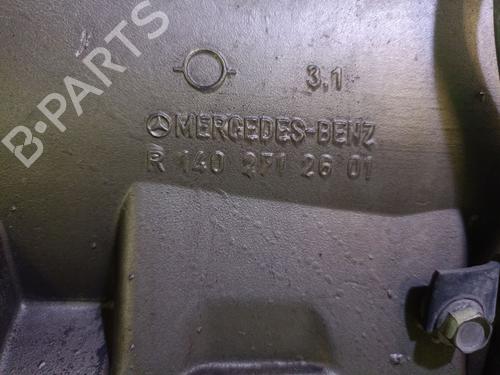 B-PARTS
3.1
MERCEDES-BENZ
R 140 271 26 01